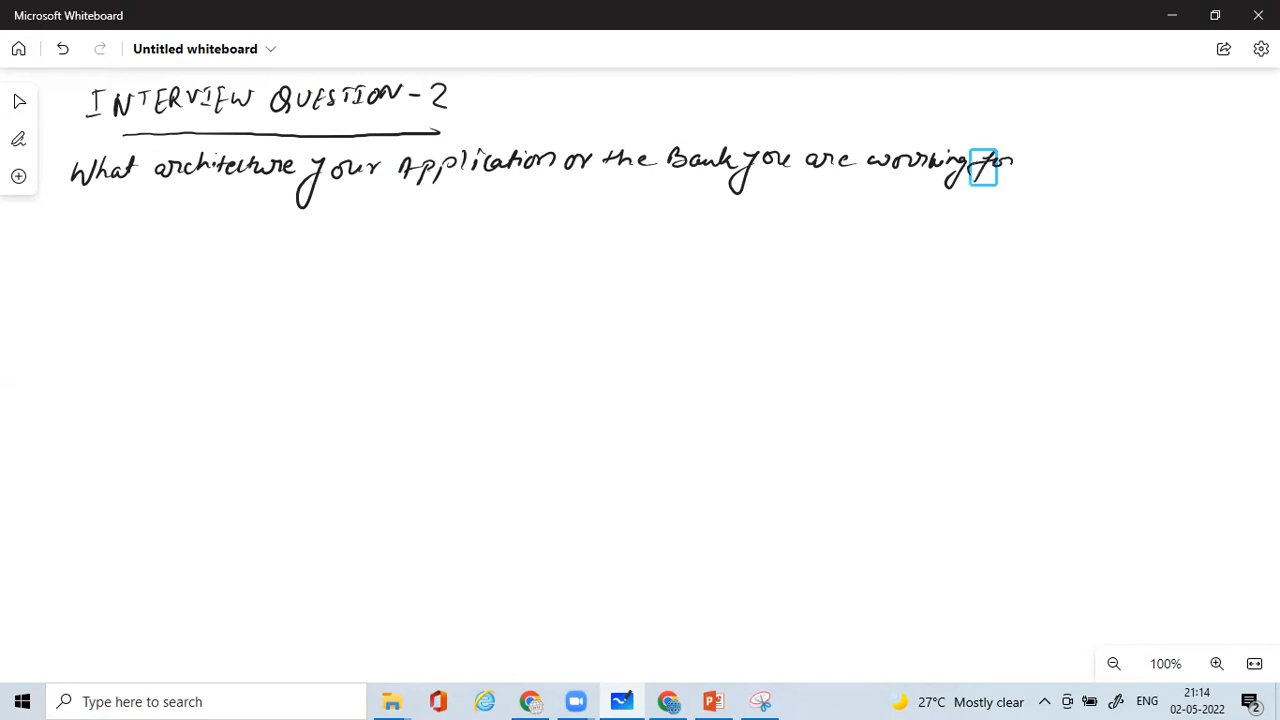 Microsoft Whiteboard
Untitled whiteboard
INTERVIEW QUESTION-2
What architecture your Application or the Bank you are working for
100%
Type here to search
27°C Mostly clear
ENG
21:14
02-05-2022
2